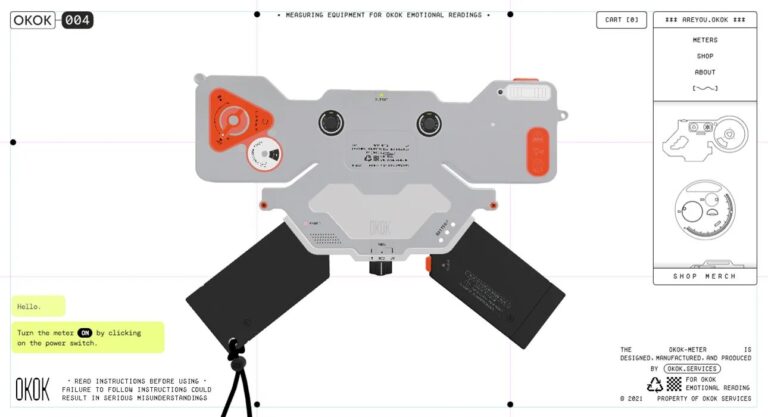 OKOK 004
• MEASURING EQUIPMENT FOR OKOK EMOTIONAL READINGS •
CART [0]
### AREYOU.OKOK ###
METERS
SHOP
ABOUT
SHOP MERCH
OKOK
Hello.
Turn the meter ON by clicking
on the power switch.
OKOK
• READ INSTRUCTIONS BEFORE USING •
FAILURE TO FOLLOW INSTRUCTIONS COULD
RESULT IN SERIOUS MISUNDERSTANDINGS
THE OKOK-METER IS
DESIGNED, MANUFACTURED, AND PRODUCED
BY OKOK.SERVICES
FOR OKOK
EMOTIONAL READING
© 2021 PROPERTY OF OKOK SERVICES